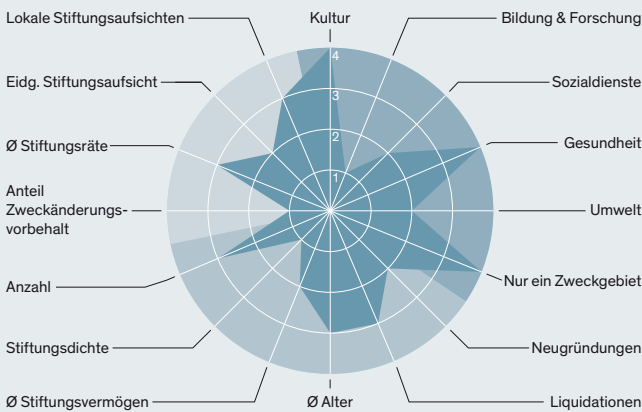 Lokale Stiftungsaufsichten
Kultur
Bildung & Forschung
4
Eidg. Stiftungsaufsicht
Sozialdienste
3
Ø Stiftungsräte
2
Gesundheit
1
Anteil
Zweckänderungs-
vorbehalt
Umwelt
Anzahl
Nur ein Zweckgebiet
Stiftungsdichte
Neugründungen
Ø Stiftungsvermögen
Ø Alter
Liquidationen